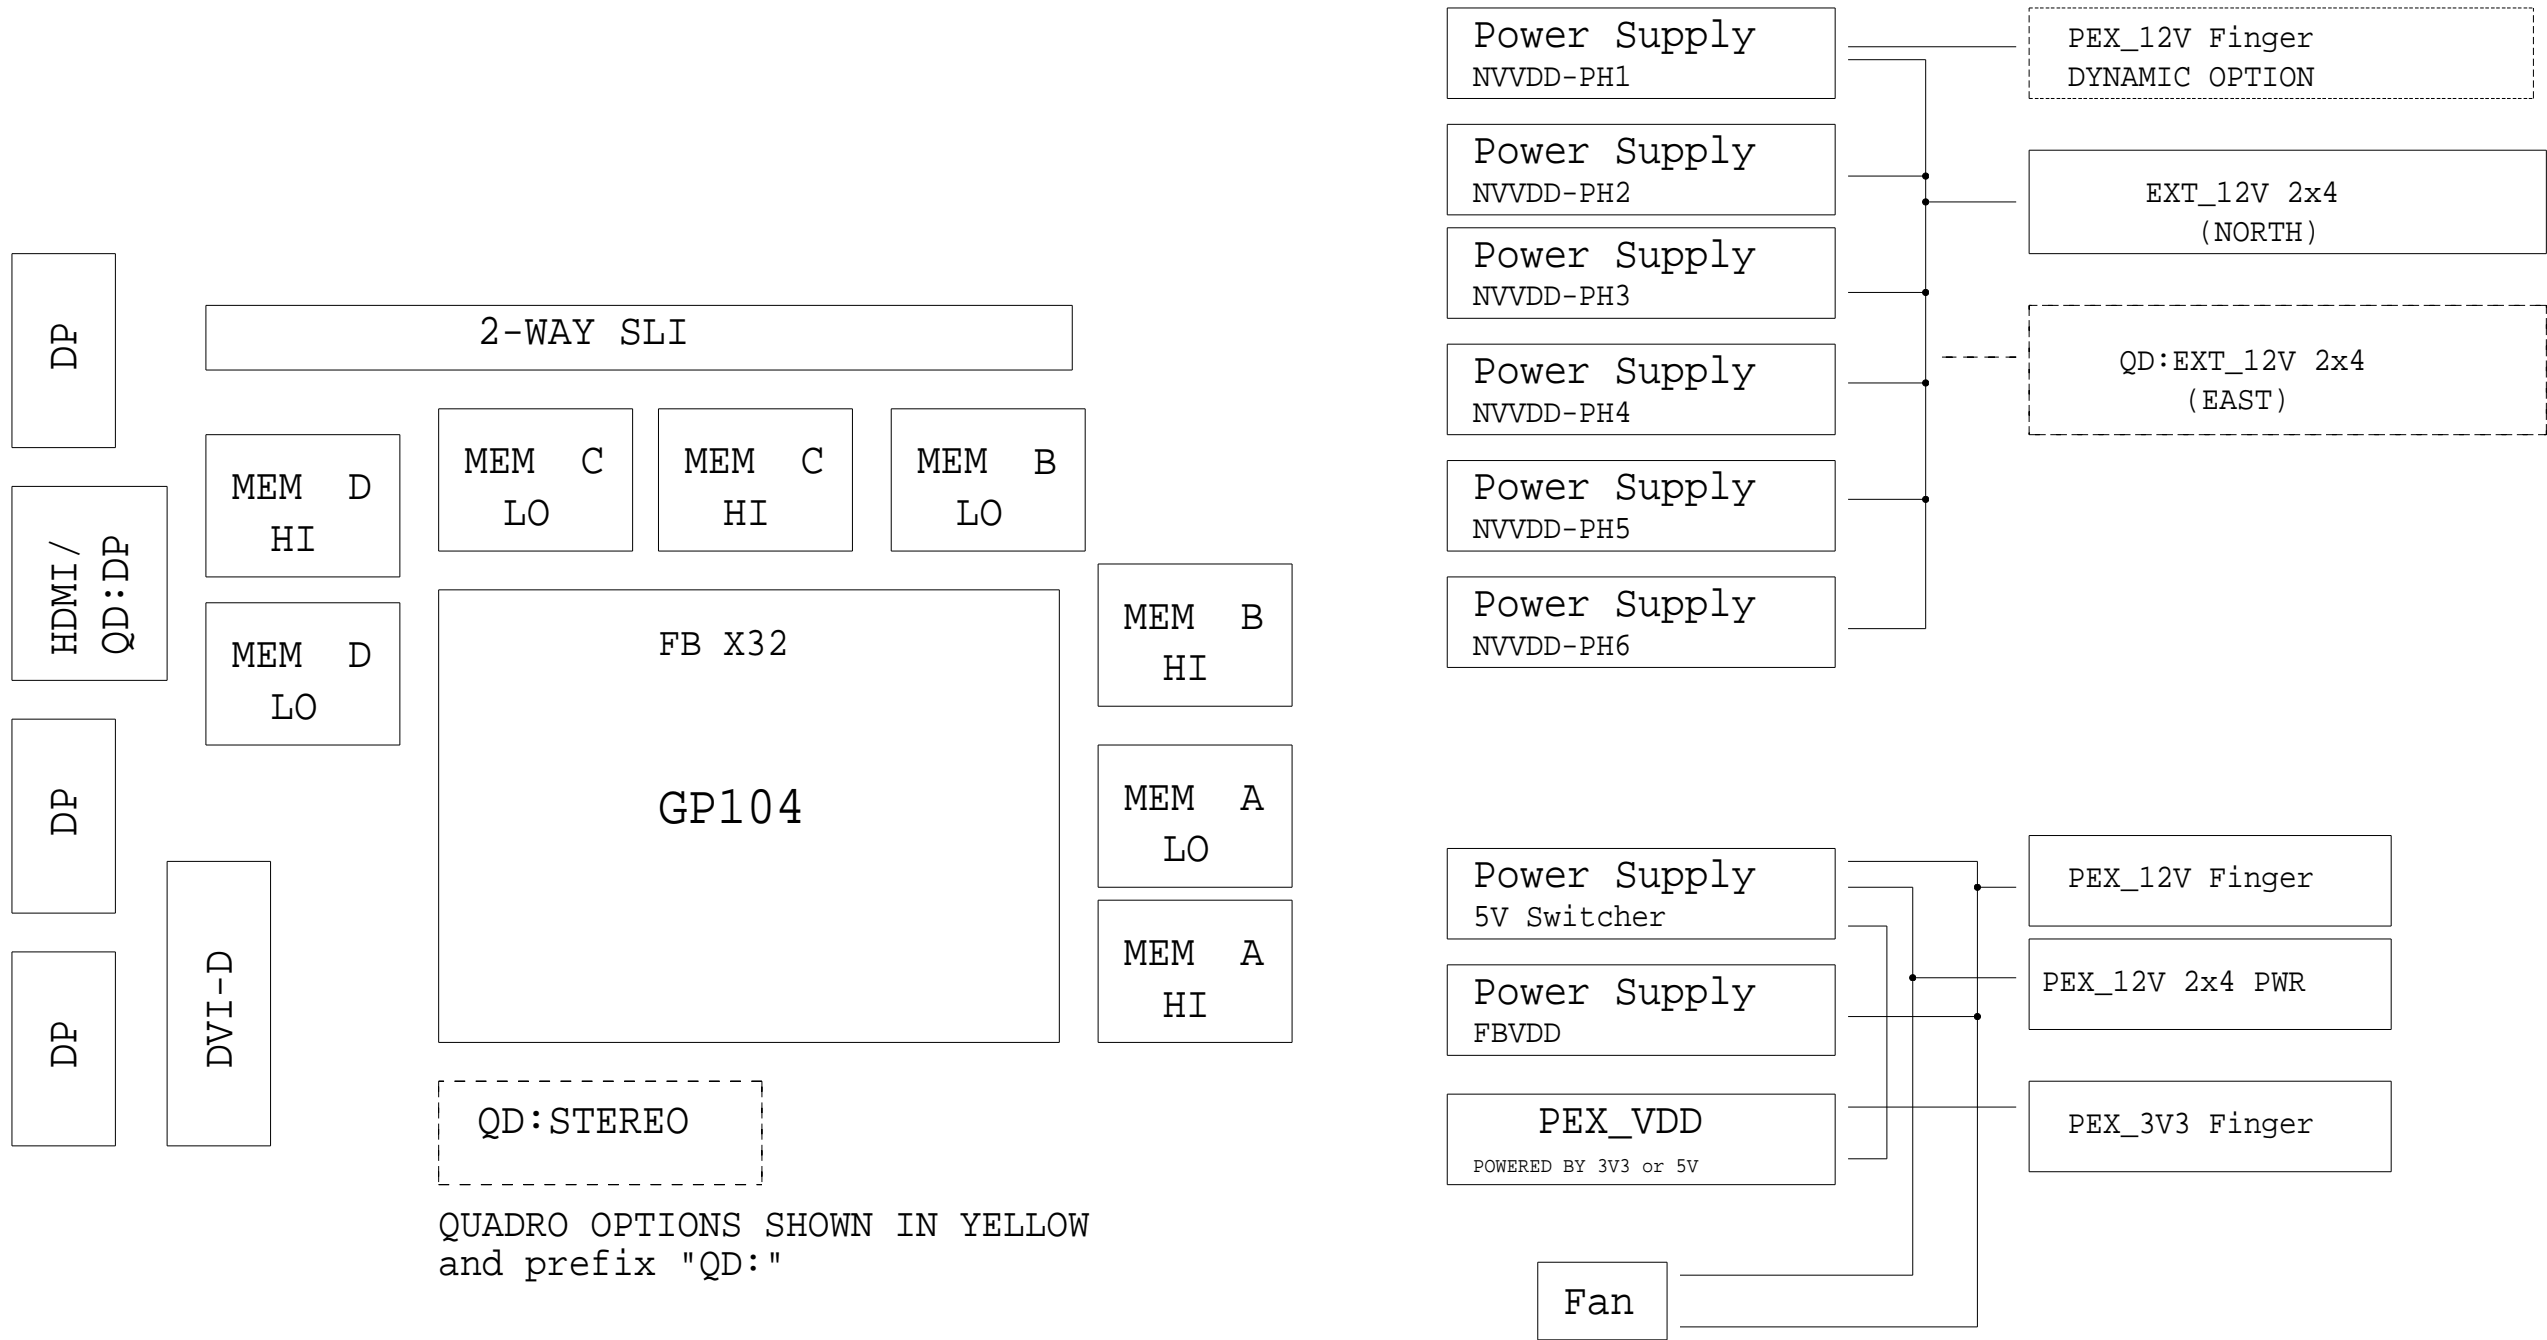 DP
HDMI/
QD:DP
DP
DP
DVI-D
2-WAY SLI
MEM D
HI
MEM D
LO
MEM C
LO
MEM C
HI
MEM B
LO
MEM B
HI
MEM A
LO
MEM A
HI
FB X32
GP104
QD:STEREO
QUADRO OPTIONS SHOWN IN YELLOW
and prefix "QD:"
Power Supply
NVVDD-PH1
Power Supply
NVVDD-PH2
Power Supply
NVVDD-PH3
Power Supply
NVVDD-PH4
Power Supply
NVVDD-PH5
Power Supply
NVVDD-PH6
PEX_12V Finger
DYNAMIC OPTION
EXT_12V 2x4
(NORTH)
QD:EXT_12V 2x4
(EAST)
Power Supply
5V Switcher
Power Supply
FBVDD
PEX_VDD
POWERED BY 3V3 or 5V
Fan
PEX_12V Finger
PEX_12V 2x4 PWR
PEX_3V3 Finger